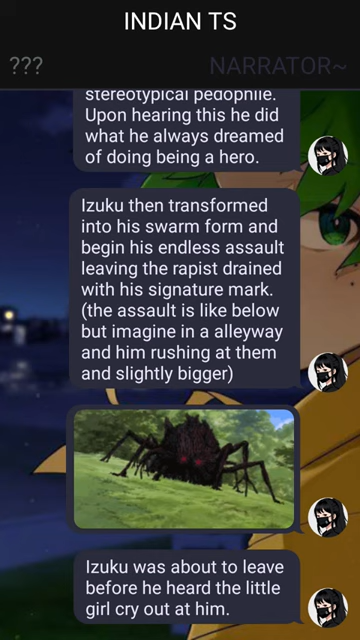 INDIAN TS
??? NARRATOR~
stereotypical pedophile.
Upon hearing this he did
what he always dreamed
of doing being a hero.
Izuku then transformed
into his swarm form and
begin his endless assault
leaving the rapist drained
with his signature mark.
(the assault is like below
but imagine in a alleyway
and him rushing at them
and slightly bigger)
Izuku was about to leave
before he heard the little
girl cry out at him.